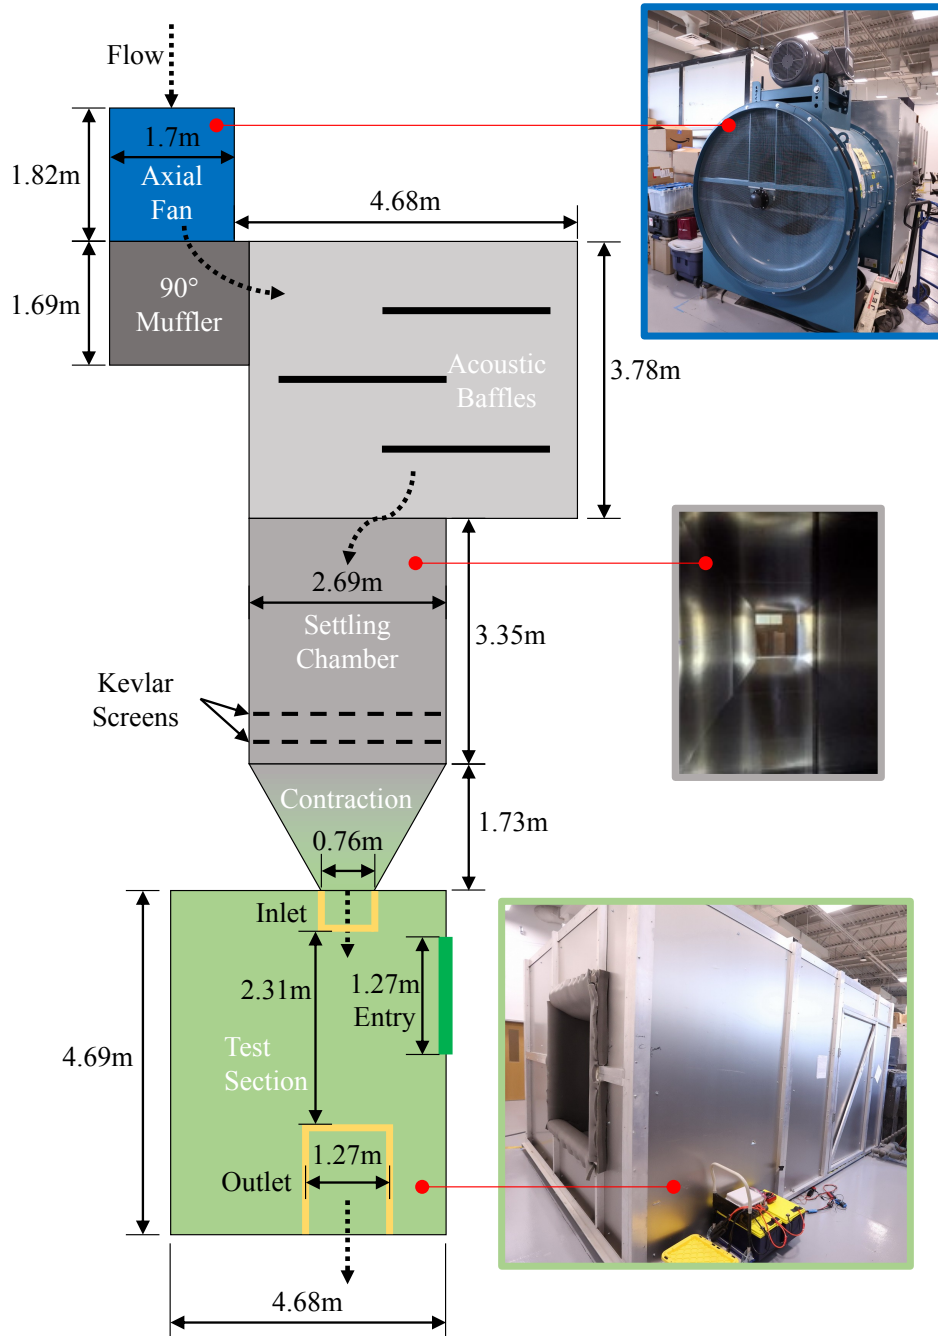 Flow
1.7m
Axial
Fan
1.82m
4.68m
90°
Muffler
1.69m
Acoustic
Baffles
3.78m
2.69m
Settling
Chamber
3.35m
Kevlar
Screens
Contraction
0.76m
1.73m
Inlet
2.31m
1.27m
Entry
Test
Section
4.69m
1.27m
Outlet
4.68m
JET